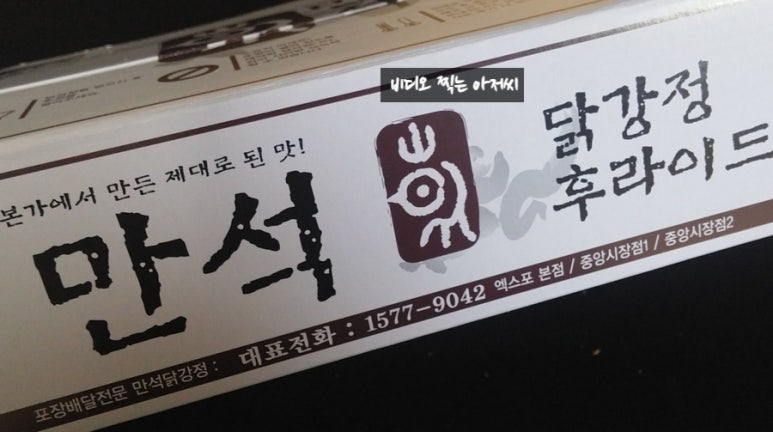 비디오 찍는 아저씨
본가에서 만든 제대로 된 맛!
만석
닭강정
후라이드
포장배달전문 만석닭강정 : 대표전화 : 1577-9042 엑스포 본점 / 중앙시장점1 / 중앙시장점2